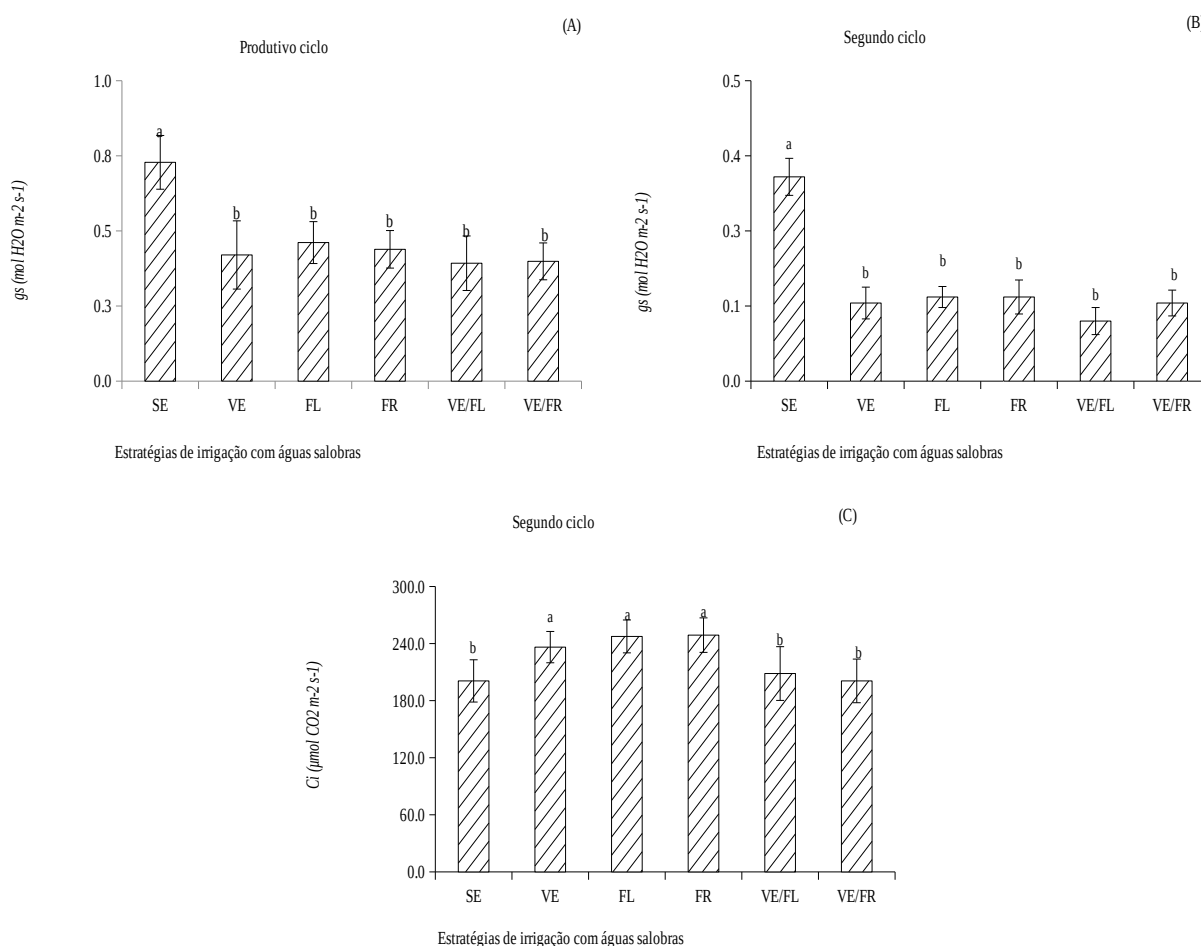 (A)
Produtivo ciclo
1.0
0.8
0.5
0.3
0.0
gs (mol H2O m-2 s-1)
a
b
b
b
b
b
SE VE FL FR VE/FL VE/FR
Estratégias de irrigação com águas salobras
(B
Segundo ciclo
0.5
0.4
0.3
0.1
0.0
gs (mol H2O m-2 s-1)
a
b
b
b
b
b
SE VE FL FR VE/FL VE/FR
Estratégias de irrigação com águas salobras
(C)
Segundo ciclo
300.0
240.0
180.0
120.0
60.0
0.0
Ci (µmol CO2 m-2 s-1)
b
a
a
a
b
b
SE VE FL FR VE/FL VE/FR
Estratégias de irrigação com águas salobras